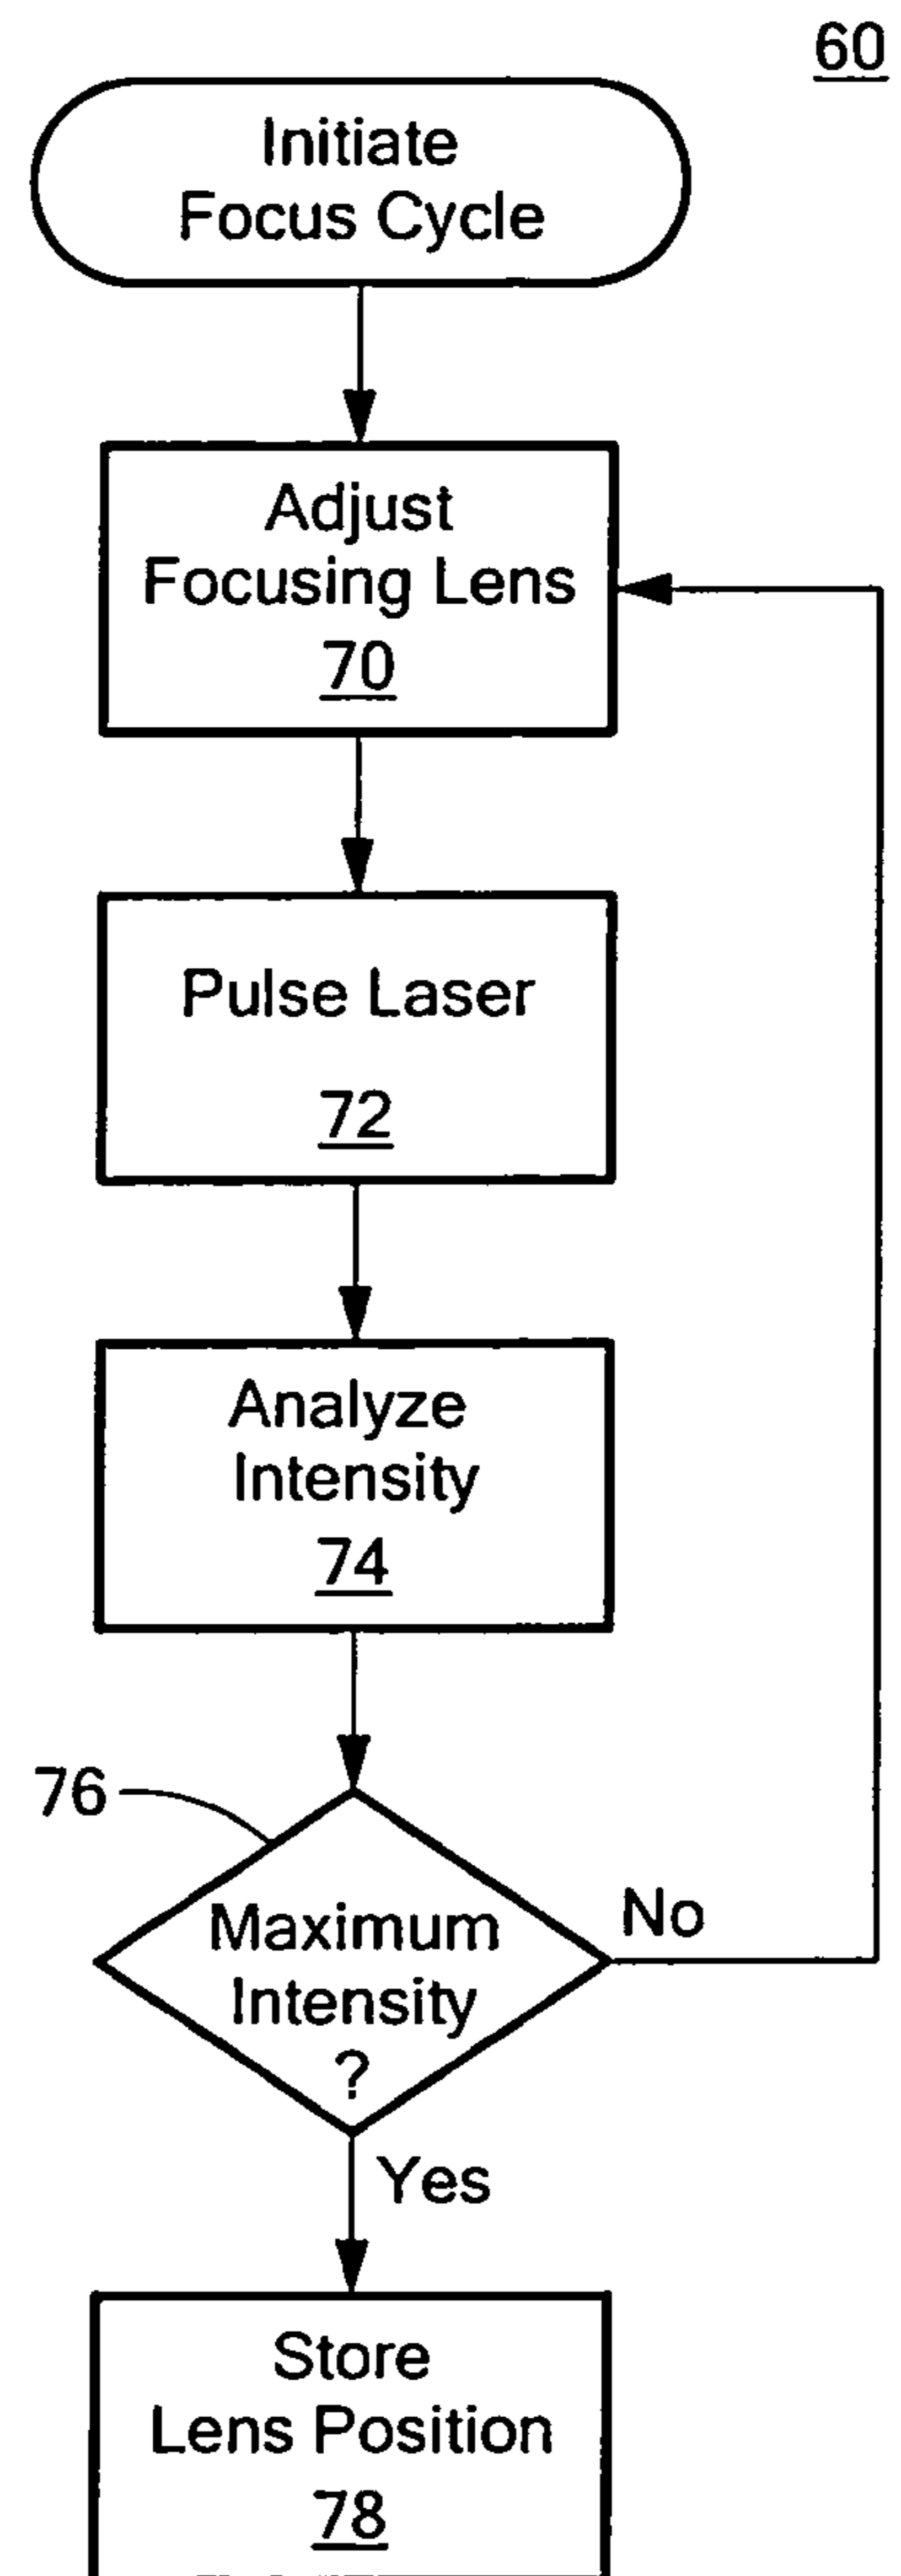 60
Initiate
Focus Cycle
Adjust
Focusing Lens
70
Pulse Laser
72
Analyze
Intensity
74
76
Maximum
Intensity
?
No
Yes
Store
Lens Position
78